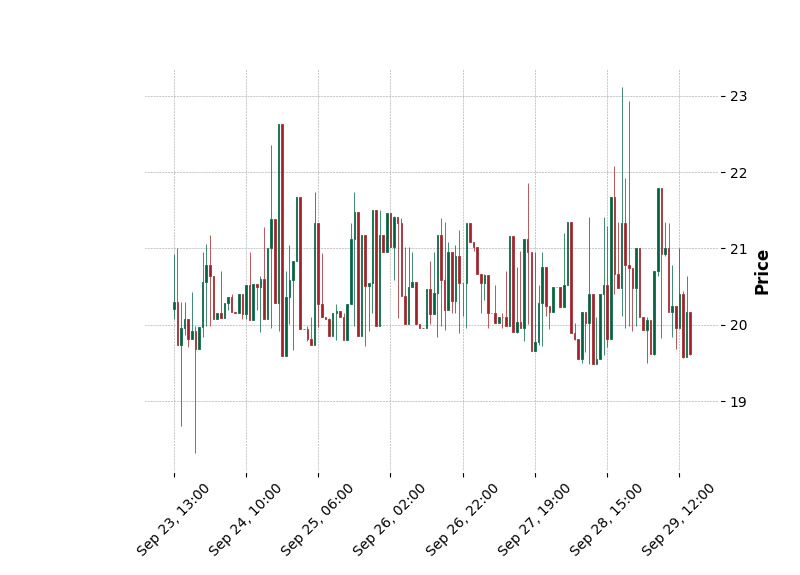 23
22
21
20
19
Price
Sep 23, 13:00
Sep 24, 10:00
Sep 25, 06:00
Sep 26, 02:00
Sep 26, 22:00
Sep 27, 19:00
Sep 28, 15:00
Sep 29, 12:00